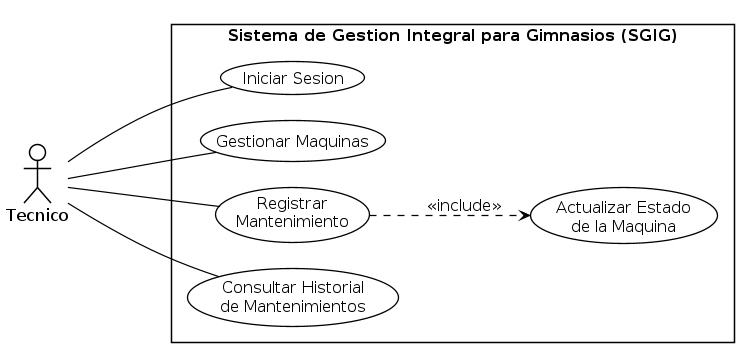 Sistema de Gestion Integral para Gimnasios (SGIG)
Iniciar Sesion
Gestionar Maquinas
Registrar
Mantenimiento
«include»
Actualizar Estado
de la Maquina
Tecnico
Consultar Historial
de Mantenimientos